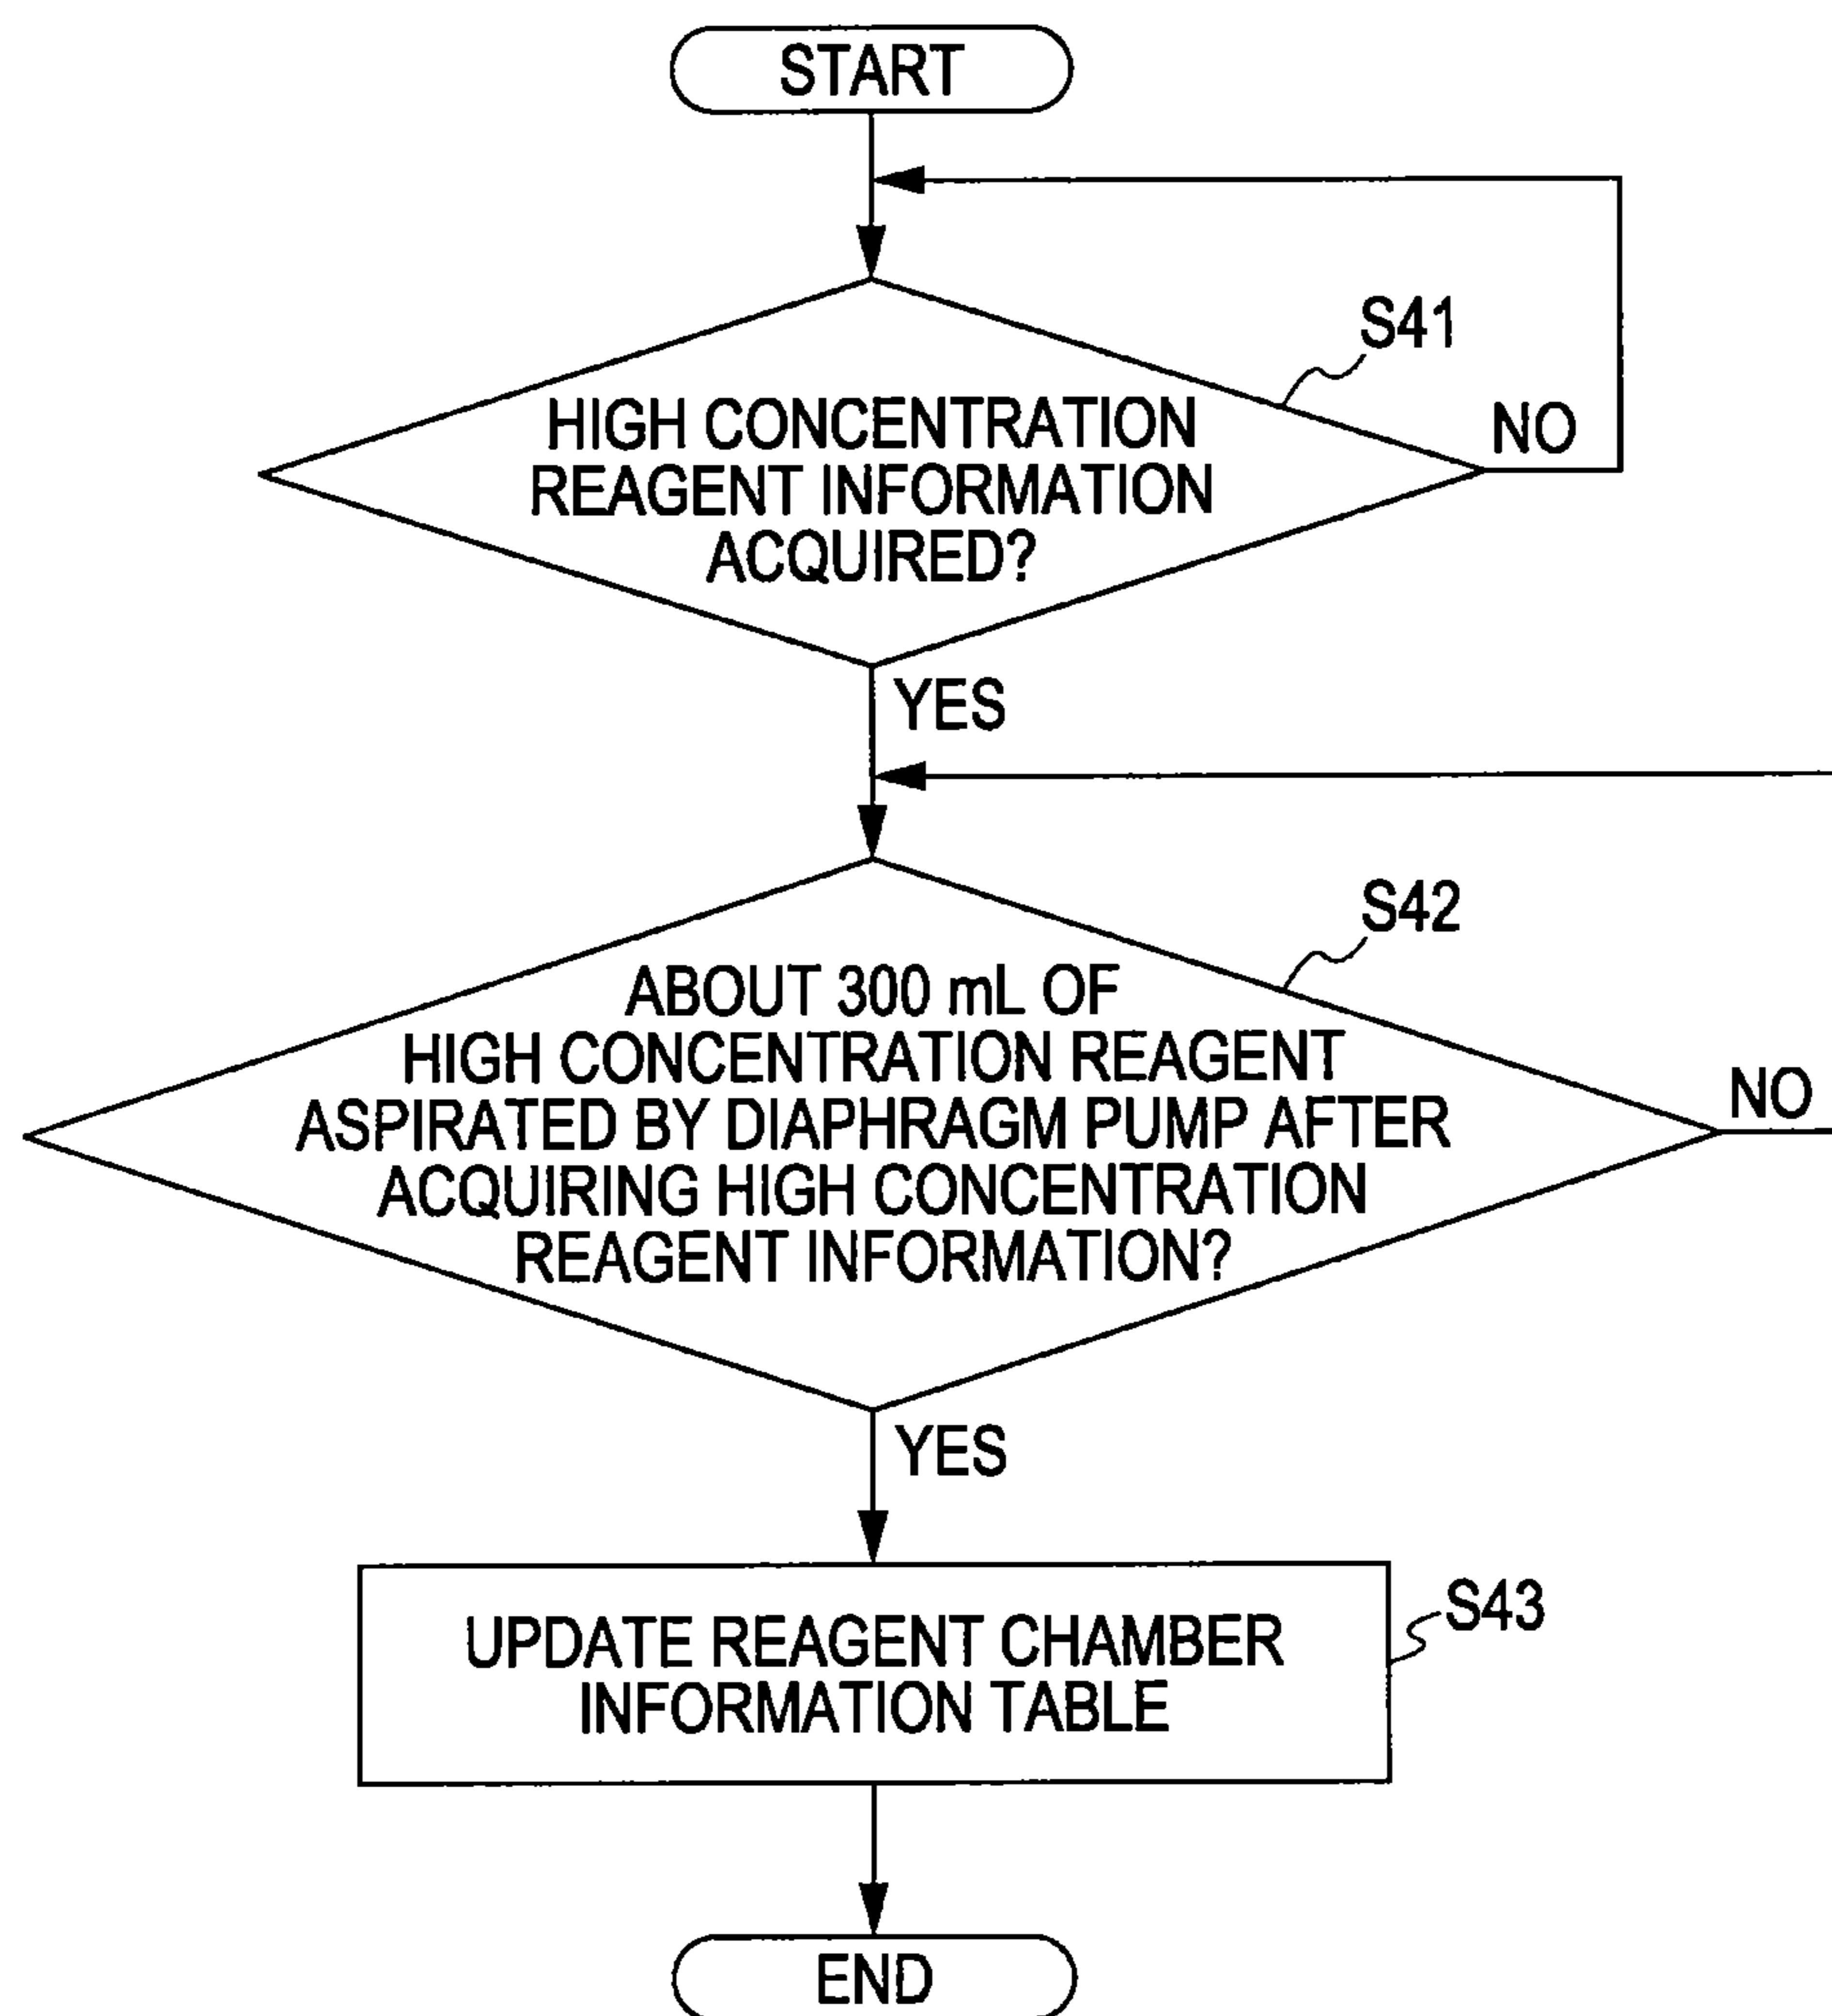 START
S41
HIGH CONCENTRATION
REAGENT INFORMATION
ACQUIRED?
NO
YES
S42
ABOUT 300 mL OF
HIGH CONCENTRATION REAGENT
ASPIRATED BY DIAPHRAGM PUMP AFTER
ACQUIRING HIGH CONCENTRATION
REAGENT INFORMATION?
NO
YES
S43
UPDATE REAGENT CHAMBER
INFORMATION TABLE
END